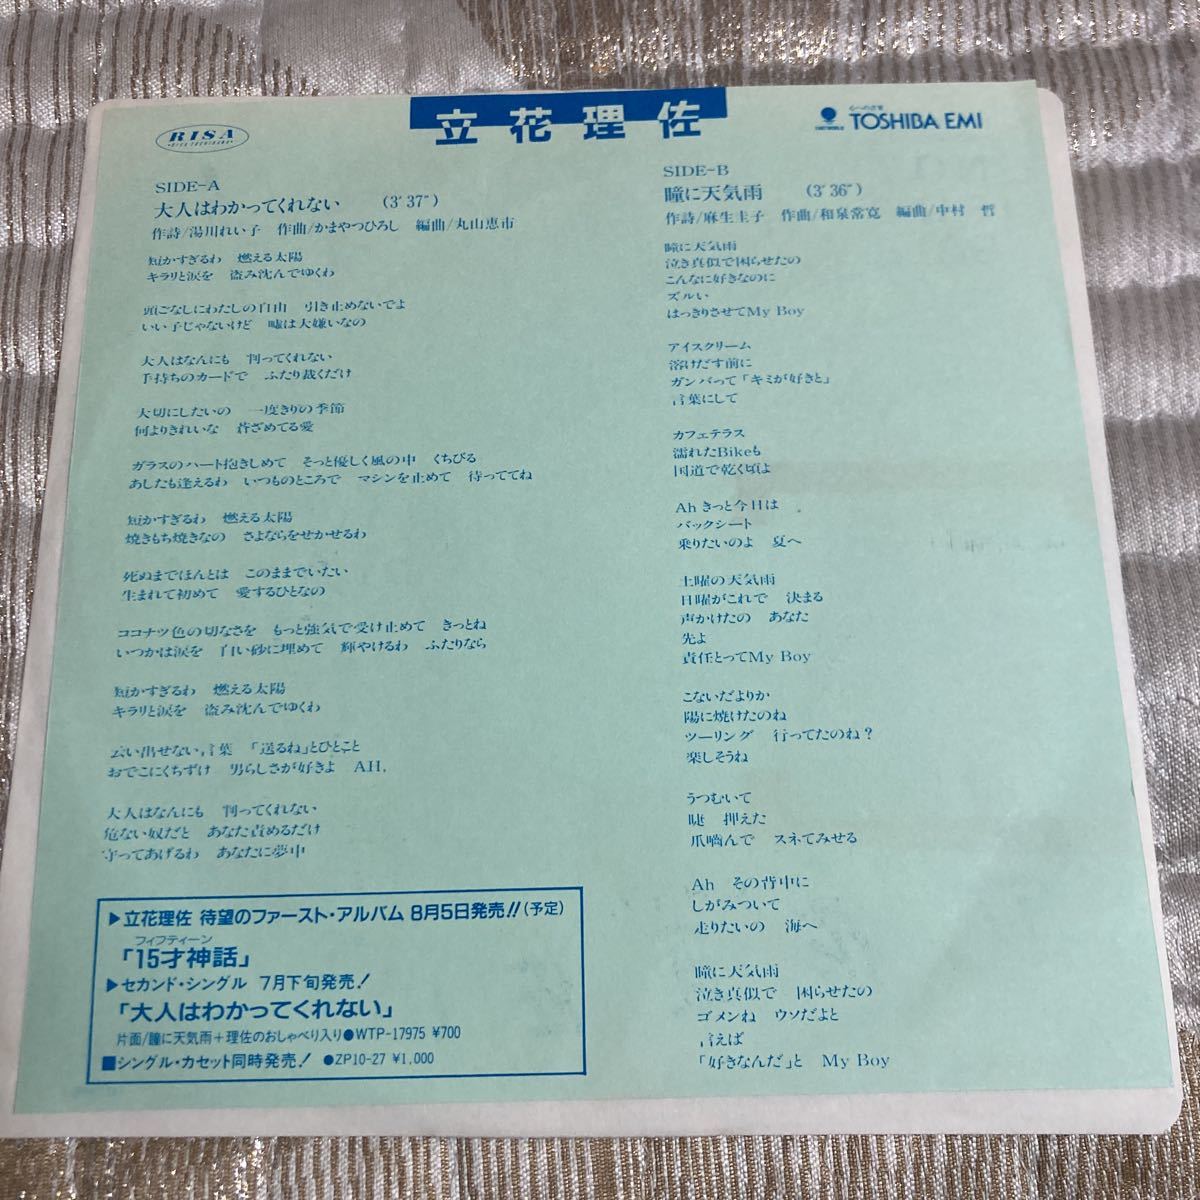 RISA
RISA TACHIBANA
立花理佐
心への音楽
EASTWORLD
TOSHIBA EMI
SIDE-A
大人はわかってくれない (3'37")
作詩/湯川れい子 作曲/かまやつひろし 編曲/丸山恵市
短かすぎるわ 燃える太陽
キラリと涙を 盗み沈んでゆくわ
頭ごなしにわたしの自由 引き止めないでよ
いい子じゃないけど 嘘は大嫌いなの
大人はなんにも 判ってくれない
手持ちのカードで ふたり裁くだけ
大切にしたいの 一度きりの季節
何よりきれいな 蒼ざめてる愛
ガラスのハート抱きしめて そっと優しく風の中 くちびる
あしたも逢えるわ いつものところで マシンを止めて 待っててね
短かすぎるわ 燃える太陽
焼きもち焼きなの さよならをせかせるわ
死ぬまでほんとは このままでいたい
生まれて初めて 愛するひとなの
ココナツ色の切なさを もっと強気で受け止めて きっとね
いつかは涙を 白い砂に埋めて 輝やけるわ ふたりなら
短かすぎるわ 燃える太陽
キラリと涙を 盗み沈んでゆくわ
云い出せない言葉 「送るね」とひとこと
おでこにくちずけ 男らしさが好きよ AH,
大人はなんにも 判ってくれない
危ない奴だと あなた責めるだけ
守ってあげるわ あなたに夢中
▶立花理佐 待望のファースト・アルバム 8月5日発売!!(予定)
フィフティーン
「15才神話」
▶セカンド・シングル 7月下旬発売!
「大人はわかってくれない」
片面/瞳に天気雨+理佐のおしゃべり入り●WTP-17975 ¥700
■シングル・カセット同時発売! ●ZP10-27 ¥1,000
SIDE-B
瞳に天気雨 (3'36")
作詩/麻生圭子 作曲/和泉常寛 編曲/中村 哲
瞳に天気雨
泣き真似で困らせたの
こんなに好きなのに
ズルい
はっきりさせてMy Boy
アイスクリーム
溶けだす前に
ガンバって「キミが好きと」
言葉にして
カフェテラス
濡れたBikeも
国道で乾く頃よ
Ah きっと今日は
バックシート
乗りたいのよ 夏へ
土曜の天気雨
日曜がこれで 決まる
声かけたの あなた
先よ
責任とってMy Boy
こないだよりか
陽に焼けたのね
ツーリング 行ってたのね?
楽しそうね
うつむいて
睫 押えた
爪噛んで スネてみせる
Ah その背中に
しがみついて
走りたいの 海へ
瞳に天気雨
泣き真似で 困らせたの
ゴメンね ウソだよと
言えば
「好きなんだ」と My Boy